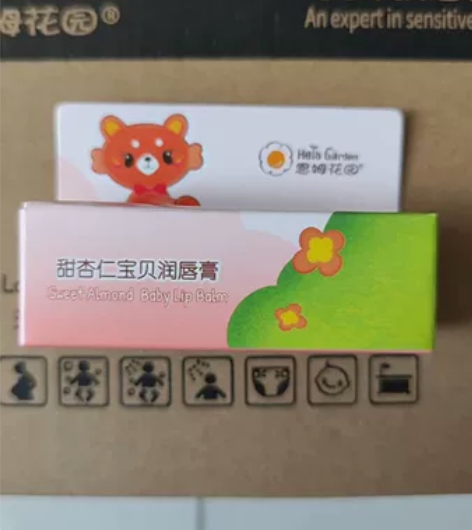 姆花园®
An expert in sensitive
Hela Garden
恩姆花园®
甜杏仁宝贝润唇膏
Sweet Almond Baby Lip Balm